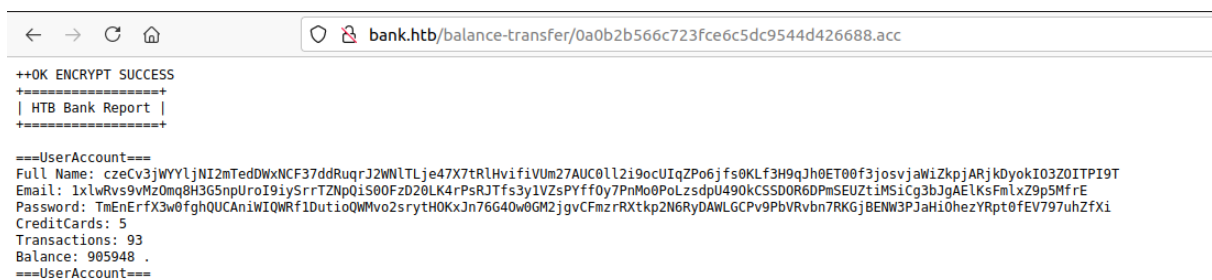 bank.htb/balance-transfer/0a0b2b566c723fce6c5dc9544d426688.acc
++OK ENCRYPT SUCCESS
+=================+
| HTB Bank Report |
+=================+
===UserAccount===
Full Name: czeCv3jWYYljNI2mTedDWxNCF37ddRuqrJ2WNlTLje47X7tRlHvifiVUm27AUC0ll2i9ocUIqZPo6jfs0KLf3H9qJh0ET00f3josvjaWiZkpjARjkDyokIO3ZOITPI9T
Email: 1xlwRvs9vMzOmq8H3G5npUroI9iySrrTZNpQiS0OFzD20LK4rPsRJTfs3y1VZsPYffOy7PnMo0PoLzsdpU49OkCSSDOR6DPmSEUZtiMSiCg3bJgAElKsFmlxZ9p5MfrE
Password: TmEnErfX3w0fghQUCAniWIQWRf1DutioQWMvo2srytHOKxJn76G4Ow0GM2jgvCFmzrRXtkp2N6RyDAWLGCPv9PbVRvbn7RKGjBENW3PJaHiOhezYRpt0fEV797uhZfXi
CreditCards: 5
Transactions: 93
Balance: 905948 .
===UserAccount===